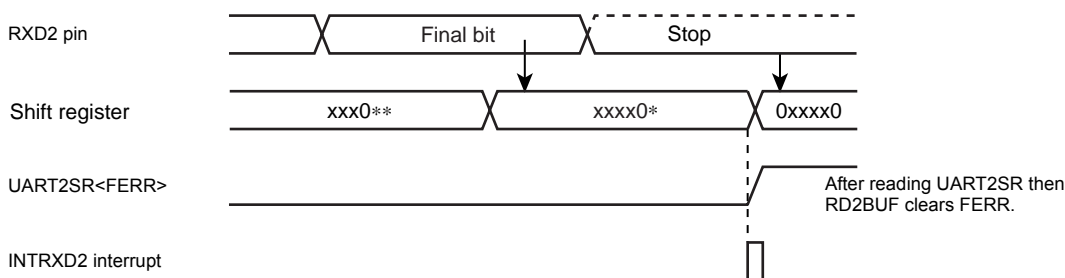 RXD2 pin
Final bit
Stop
Shift register
xxx0**
xxxx0*
0xxxx0
UART2SR<FERR>
After reading UART2SR then
RD2BUF clears FERR.
INTRXD2 interrupt